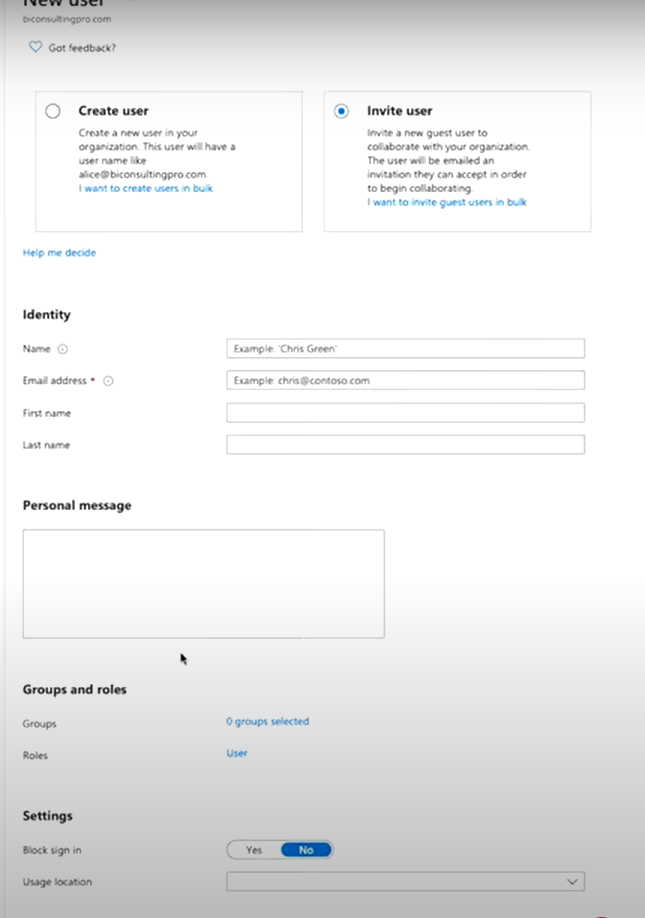 New user
biconsultingpro.com
Got feedback?
Create user
Create a new user in your
organization. This user will have a
user name like
alice@biconsultingpro.com.
I want to create users in bulk
Invite user
Invite a new guest user to
collaborate with your organization.
The user will be emailed an
invitation they can accept in order
to begin collaborating.
I want to invite guest users in bulk
Help me decide
Identity
Name
Example: 'Chris Green'
Email address *
Example: chris@contoso.com
First name
Last name
Personal message
Groups and roles
Groups
0 groups selected
Roles
User
Settings
Block sign in
Yes No
Usage location